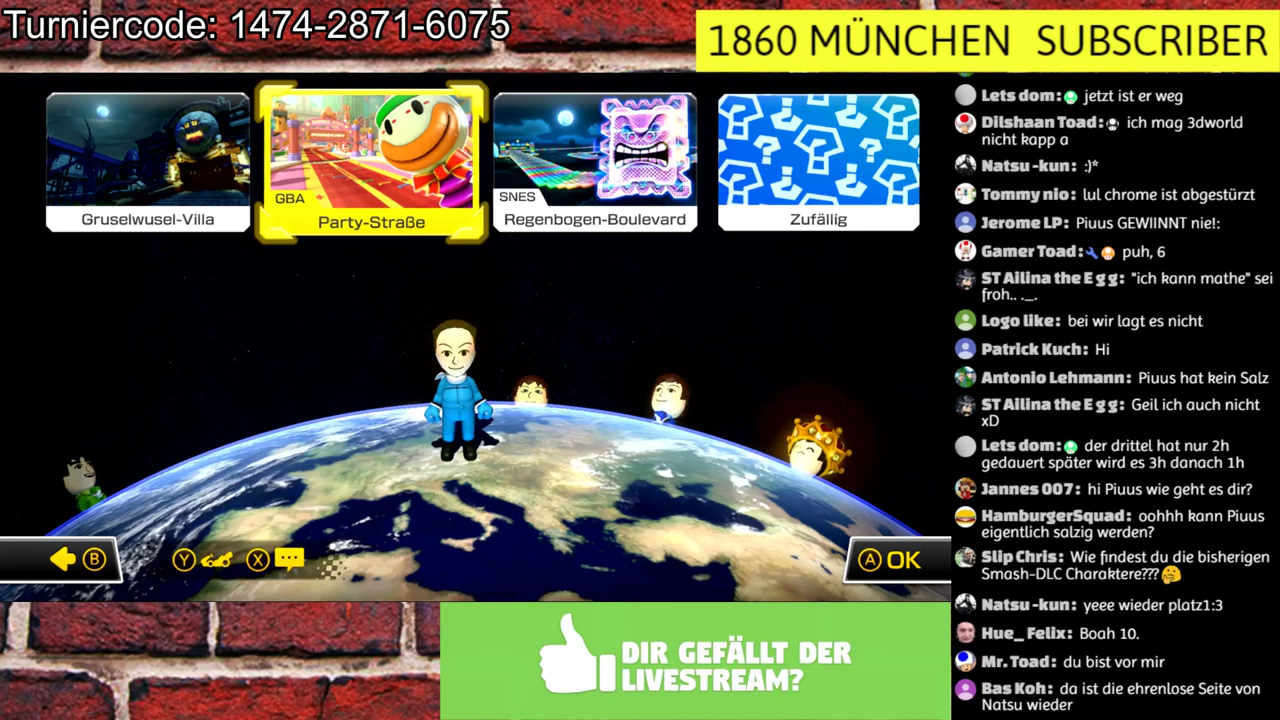 Turniercode: 1474-2871-6075
1860 MÜNCHEN SUBSCRIBER
Gruselwusel-Villa
GBA
MARIO KART
Party-Straße
SNES
Regenbogen-Boulevard
Zufällig
B
Y
X
A OK
DIR GEFÄLLT DER
LIVESTREAM?
Lets dom: jetzt ist er weg
Dilshaan Toad: ich mag 3dworld
nicht kapp a
Natsu -kun: :)*
Tommy nio: lul chrome ist abgestürzt
Jerome LP: Piuus GEWIINNT nie!:
Gamer Toad: puh, 6
ST Ailina the E g g: "ich kann mathe" sei
froh.. ._.
Logo like: bei wir lagt es nicht
Patrick Kuch: Hi
Antonio Lehmann: Piuus hat kein Salz
ST Ailina the E g g: Geil ich auch nicht
xD
Lets dom: der drittel hat nur 2h
gedauert später wird es 3h danach 1h
Jannes 007: hi Piuus wie geht es dir?
HamburgerSquad: oohhh kann Piuus
eigentlich salzig werden?
Slip Chris: Wie findest du die bisherigen
Smash-DLC Charaktere???🤔
Natsu -kun: yeee wieder platz1:3
Hue_ Felix: Boah 10.
Mr. Toad: du bist vor mir
Bas Koh: da ist die ehrenlose Seite von
Natsu wieder